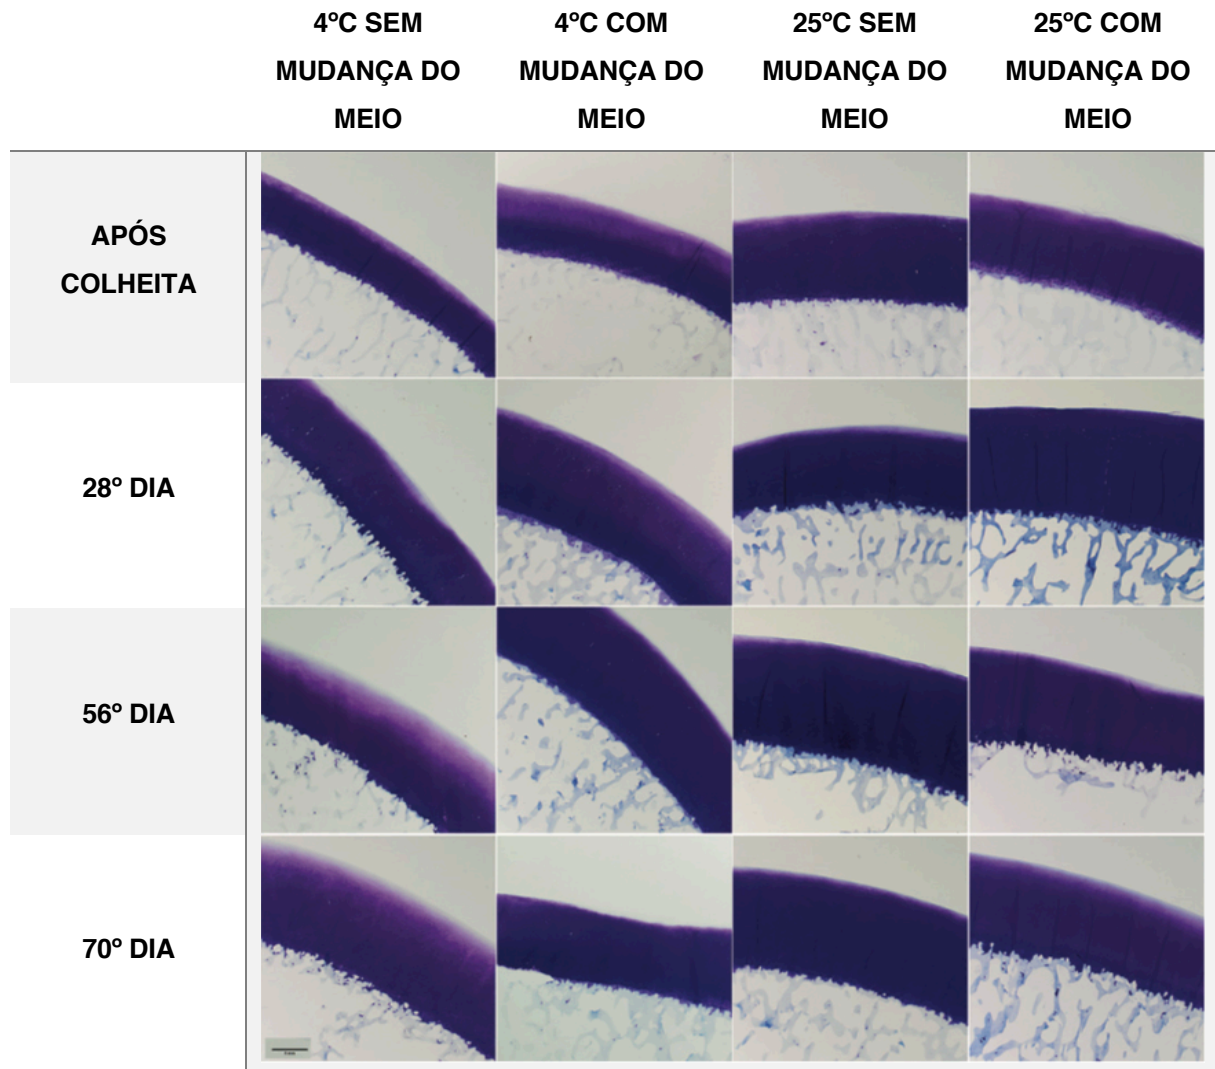 4ºC SEM
MUDANÇA DO
MEIO
4ºC COM
MUDANÇA DO
MEIO
25ºC SEM
MUDANÇA DO
MEIO
25ºC COM
MUDANÇA DO
MEIO
APÓS
COLHEITA
28º DIA
56º DIA
70º DIA